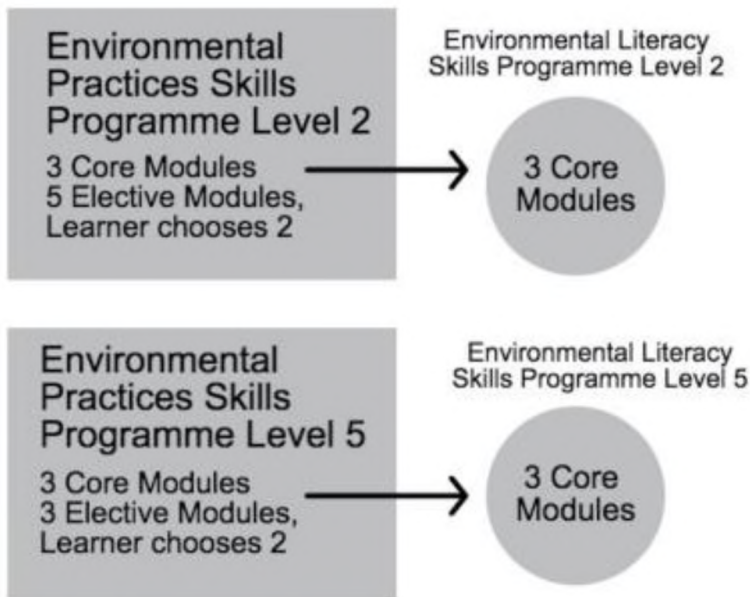 Environmental
Practices Skills
Programme Level 2
3 Core Modules
5 Elective Modules,
Learner chooses 2
Environmental Literacy
Skills Programme Level 2
3 Core
Modules
Environmental
Practices Skills
Programme Level 5
3 Core Modules
3 Elective Modules,
Learner chooses 2
Environmental Literacy
Skills Programme Level 5
3 Core
Modules